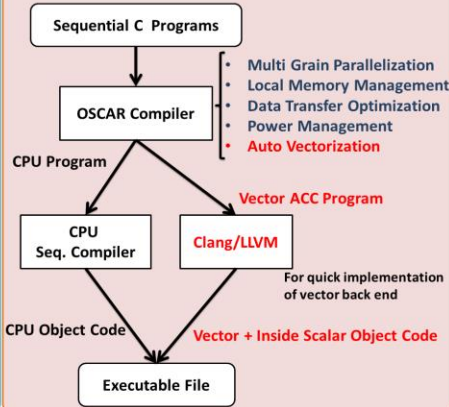 Sequential C Programs
• Multi Grain Parallelization
• Local Memory Management
• Data Transfer Optimization
• Power Management
• Auto Vectorization
OSCAR Compiler
CPU Program
Vector ACC Program
CPU
Seq. Compiler
Clang/LLVM
For quick implementation
of vector back end
CPU Object Code
Vector + Inside Scalar Object Code
Executable File